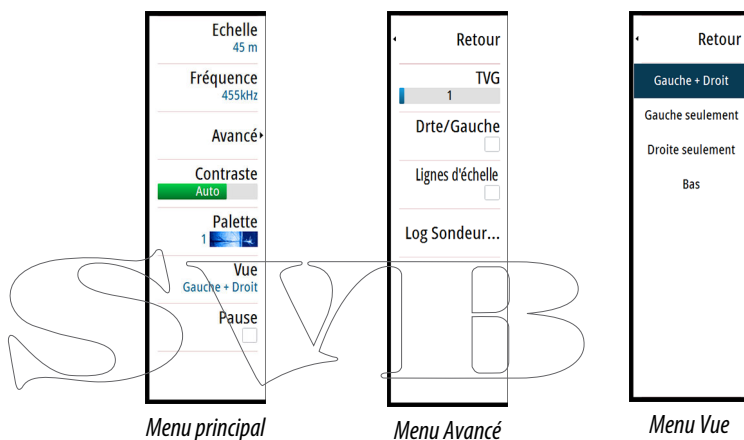 Echelle
45 m
Fréquence
455kHz
Avancé
Contraste
Auto
Palette
1
Vue
Gauche + Droit
Pause
Menu principal
Retour
TVG
1
Drte/Gauche
Lignes d'échelle
Log Sondeur...
Menu Avancé
Retour
Gauche + Droit
Gauche seulement
Droite seulement
Bas
Menu Vue
SVB